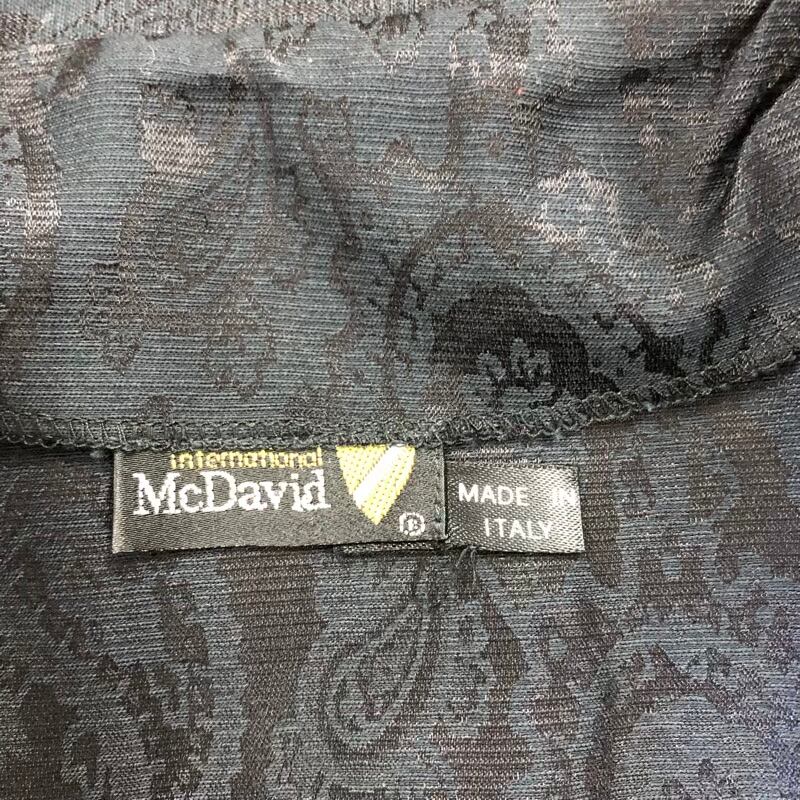 international
McDavid
®
MADE IN
ITALY